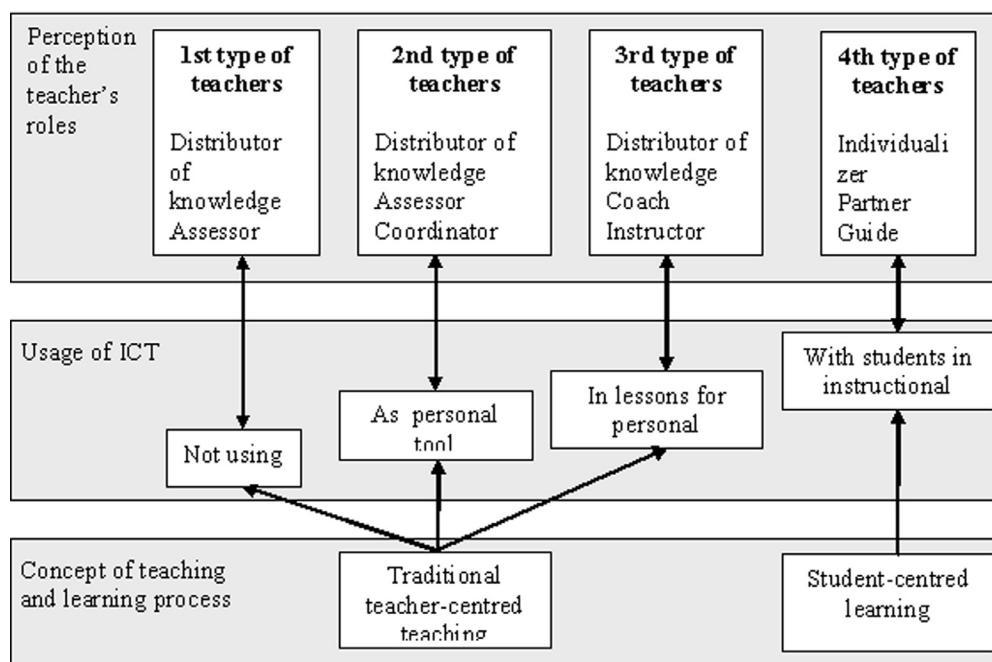 Perception
of the
teacher's
roles
1st type of
teachers
Distributor
of
knowledge
Assessor
2nd type of
teachers
Distributor of
knowledge
Assessor
Coordinator
3rd type of
teachers
Distributor of
knowledge
Coach
Instructor
4th type of
teachers
Individuali
zer
Partner
Guide
Usage of ICT
Not using
As personal
tool
In lessons for
personal
With students in
instructional
Concept of teaching
and learning process
Traditional
teacher-centred
teaching
Student-centred
learning